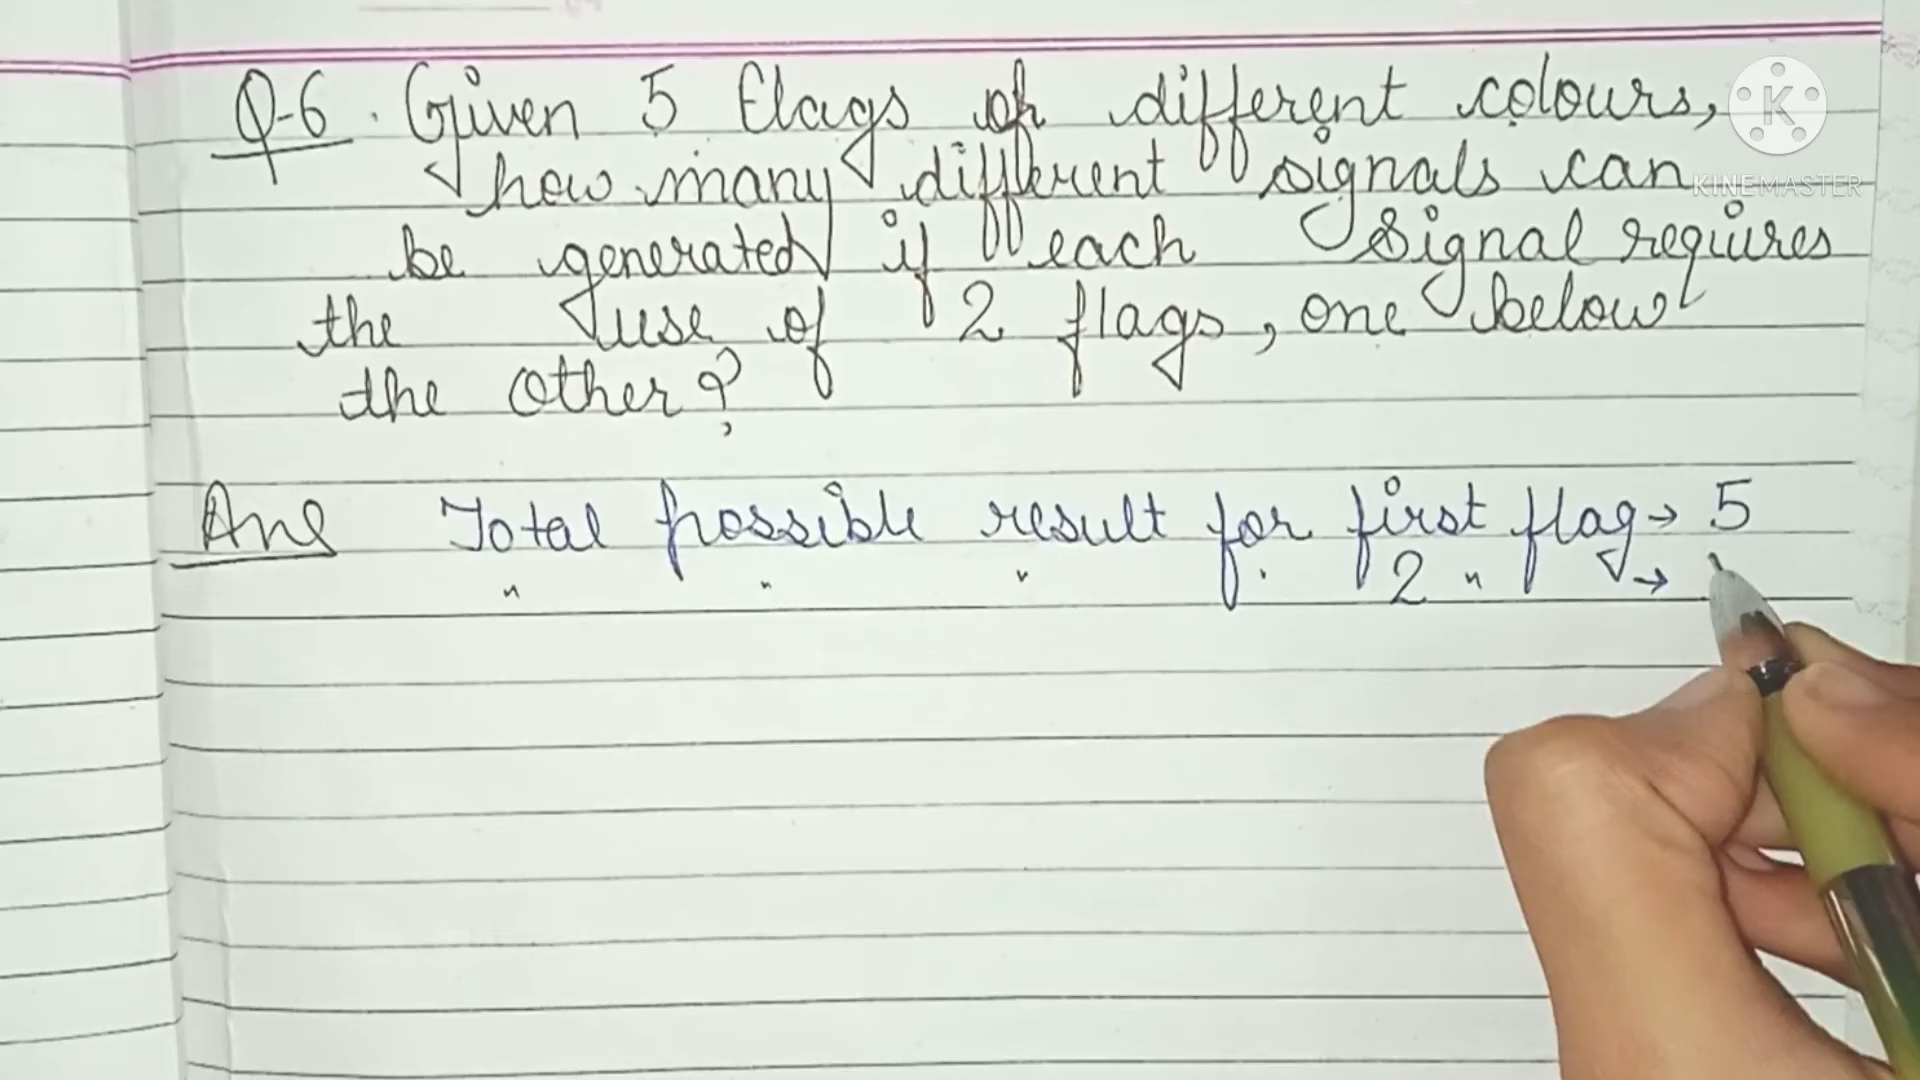 Q-6. Given 5 flags of different colours,
how many different signals can
be generated if each signal requires
the use of 2 flags, one below
the other?
Ans Total possible result for first flag → 5
" " " " 2 " →
K
KINEMASTER